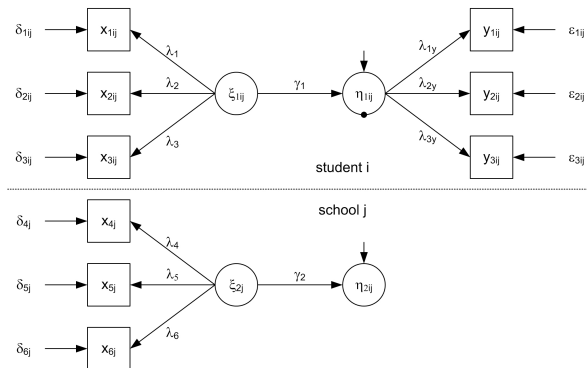 δ1ij x1ij λ1 y1ij ε1ij
λ1y
δ2ij x2ij λ2 ξ1ij γ1 η1ij λ2y y2ij ε2ij
λ3 λ3y
δ3ij x3ij y3ij ε3ij
student i
school j
δ4j x4j
λ4
δ5j x5j λ5 ξ2j γ2 η2ij
λ6
δ6j x6j